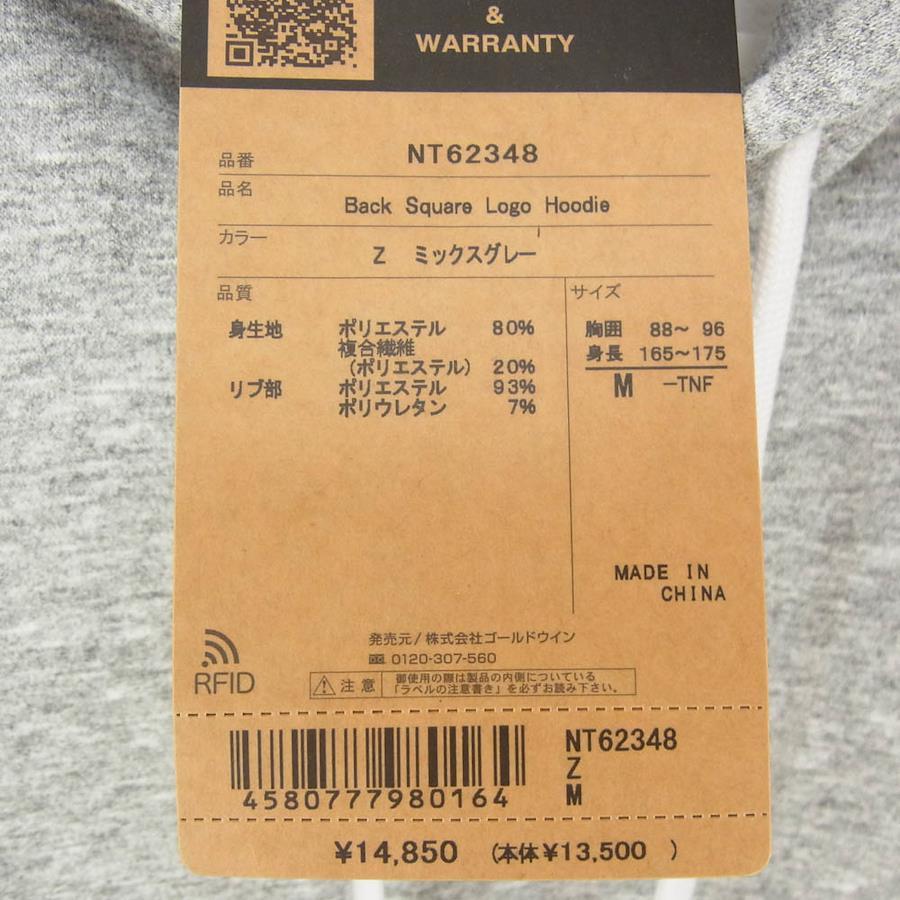 &
WARRANTY
品番 NT62348
品名
Back Square Logo Hoodie
カラー
Z ミックスグレー
品質
身生地 ポリエステル 80%
複合繊維
(ポリエステル) 20%
リブ部 ポリエステル 93%
ポリウレタン 7%
サイズ
胸囲 88~ 96
身長 165~175
M -TNF
MADE IN
CHINA
発売元/株式会社ゴールドウイン
0120-307-560
RFID
注意
御使用の際は製品の内側についている
「ラベルの注意書き」を必ずお読み下さい。
4580777980164
NT62348
Z
M
¥14,850 (本体¥13,500 )